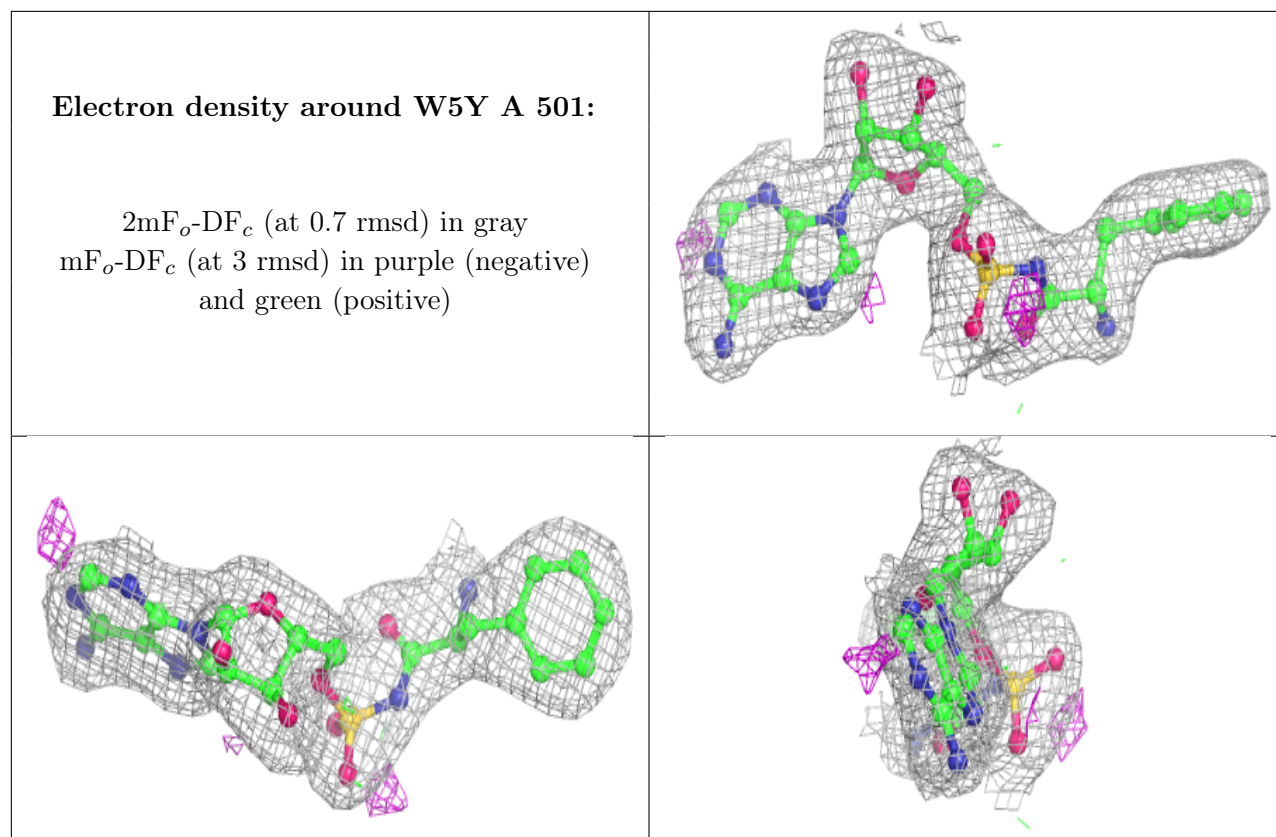 Electron density around W5Y A 501:
2mFₒ-DF𝒸 (at 0.7 rmsd) in gray
mFₒ-DF𝒸 (at 3 rmsd) in purple (negative)
and green (positive)